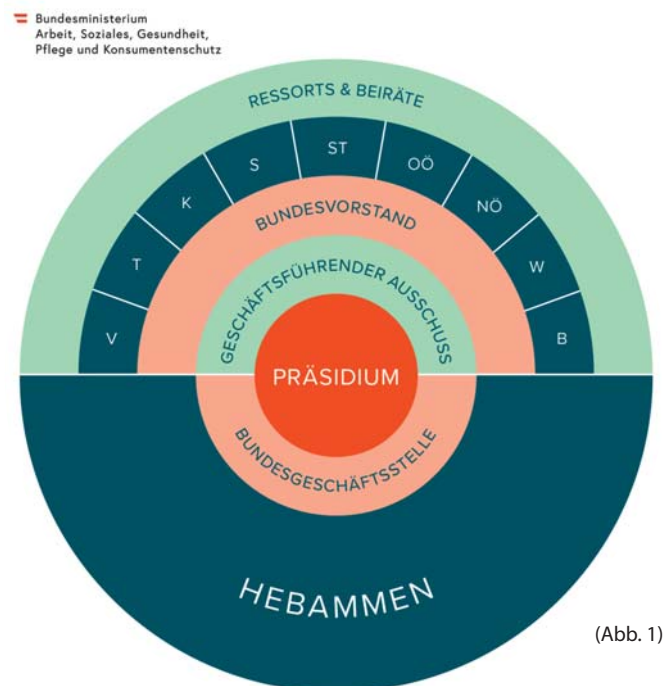 Bundesministerium
Arbeit, Soziales, Gesundheit,
Pflege und Konsumentenschutz
RESSORTS & BEIRÄTE
V
T
K
S
ST
OÖ
NÖ
W
B
BUNDESVORSTAND
GESCHÄFTSFÜHRENDER AUSSCHUSS
PRÄSIDIUM
BUNDESGESCHÄFTSSTELLE
HEBAMMEN
(Abb. 1)